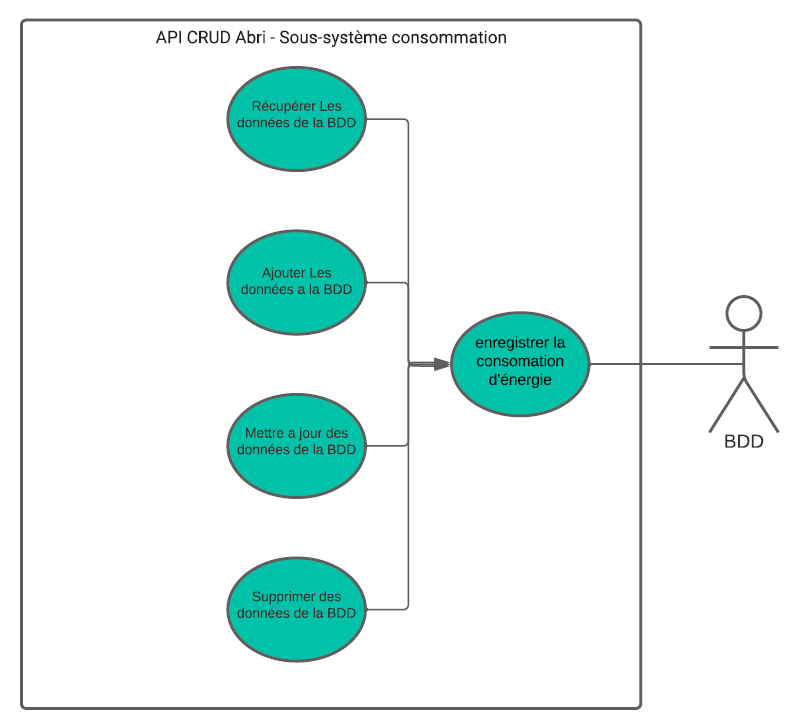 API CRUD Abri - Sous-système consommation
Récupérer Les
données de la BDD
Ajouter Les
données a la BDD
enregistrer la
consomation
d'énergie
Mettre a jour des
données de la BDD
BDD
Supprimer des
données de la BDD